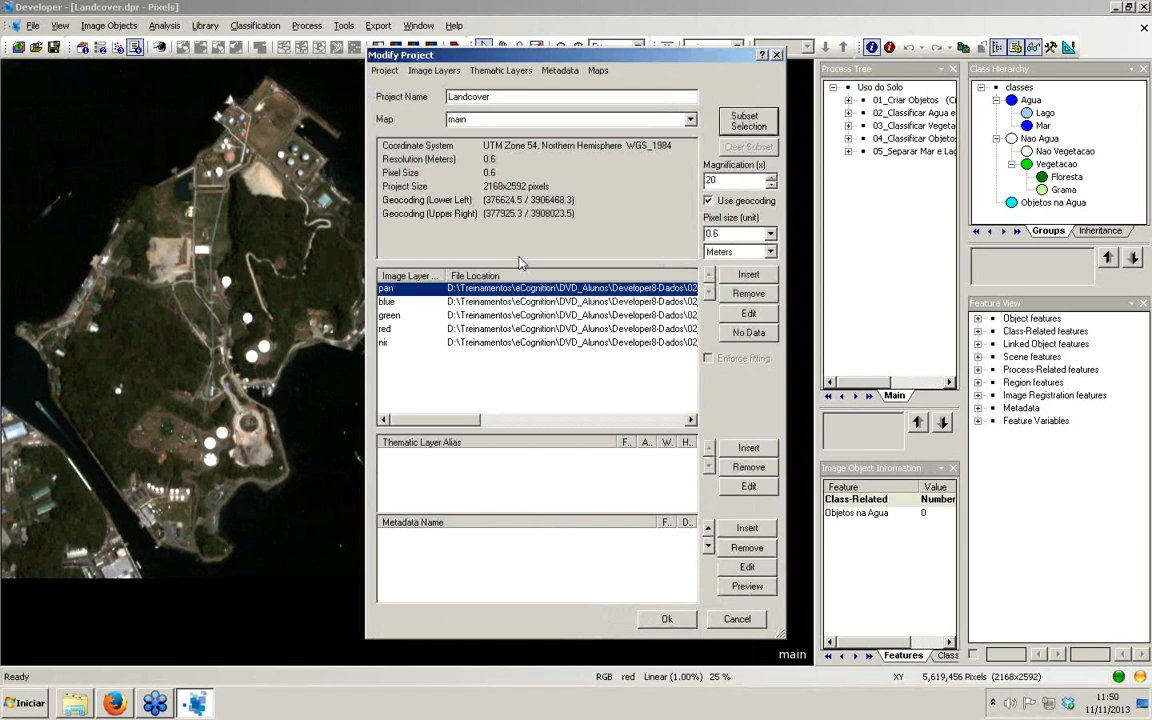 Developer - [Landcover.dpr - Pixels]
File View Image Objects Analysis Library Classification Process Tools Export Window Help
Modify Project
Project Image Layers Thematic Layers Metadata Maps
Project Name Landcover
Map main
Subset Selection
Clear Subset
Coordinate System UTM Zone 54, Northern Hemisphere WGS_1984
Resolution (Meters) 0.6
Pixel Size 0.6
Project Size 2168x2592 pixels
Geocoding (Lower Left) (376624.5 / 3906468.3)
Geocoding (Upper Right) (377925.3 / 3908023.5)
Magnification (x)
20
Use geocoding
Pixel size (unit)
0.6
Meters
Image Layer ... File Location
pan D:\Treinamentos\eCognition\DVD_Alunos\Developer8-Dados\02
blue D:\Treinamentos\eCognition\DVD_Alunos\Developer8-Dados\02
green D:\Treinamentos\eCognition\DVD_Alunos\Developer8-Dados\02
red D:\Treinamentos\eCognition\DVD_Alunos\Developer8-Dados\02
nir D:\Treinamentos\eCognition\DVD_Alunos\Developer8-Dados\02
Insert
Remove
Edit
No Data
Enforce fitting
Thematic Layer Alias F.. A.. W. H..
Insert
Remove
Edit
Metadata Name F.. D..
Insert
Remove
Edit
Preview
Ok Cancel
main
Process Tree
Uso do Solo
01_Criar Objetos (C
02_Classificar Agua e
03_Classificar Vegeta
04_Classificar Objetos
05_Separar Mar e Lag
Main
Image Object Information
Feature Value
Class-Related Number
Objetos na Agua 0
Features Class
Class Hierarchy
classes
Agua
Lago
Mar
Nao Agua
Nao Vegetacao
Vegetacao
Floresta
Grama
Objetos na Agua
Groups Inheritance
Feature View
Object features
Class-Related features
Linked Object features
Scene features
Process-Related features
Region features
Image Registration features
Metadata
Feature Variables
Ready RGB red Linear (1.00%) 25 % XY 5,619,456 Pixels (2168x2592)
Iniciar
11:50
11/11/2013